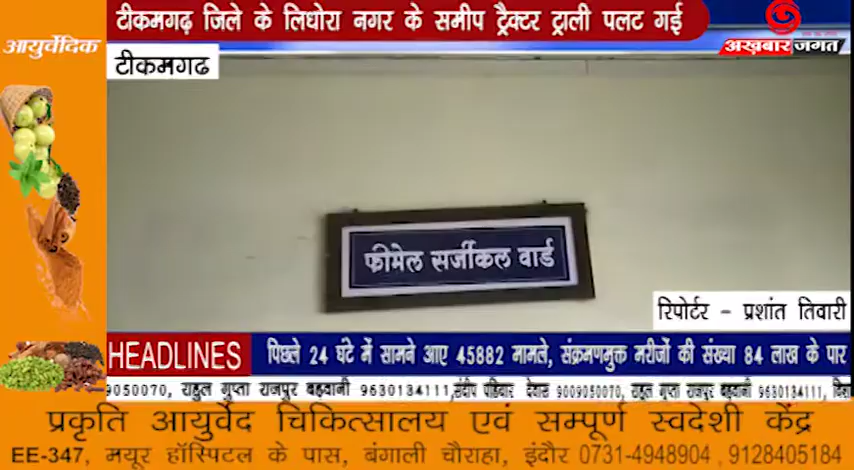 टीकमगढ़ जिले के लिधोरा नगर के समीप ट्रैक्टर ट्राली पलट गई
अख़बार जगत
आयुर्वेदिक
टीकमगढ
फीमेल सर्जीकल वार्ड
रिपोर्टर - प्रशांत तिवारी
HEADLINES
पिछले 24 घंटे में सामने आए 45882 मामले, संक्रमणमुक्त मरीजों की संख्या 84 लाख के पार
9050070, राहुल गुप्ता राजपुर बड़वानी 9630134111, संदीप परिहार देवास 9009050070, राहुल गुप्ता राजपुर बड़वानी 9630134111,
प्रकृति आयुर्वेद चिकित्सालय एवं सम्पूर्ण स्वदेशी केंद्र
EE-347, मयूर हॉस्पिटल के पास, बंगाली चौराहा, इंदौर 0731-4948904 , 9128405184